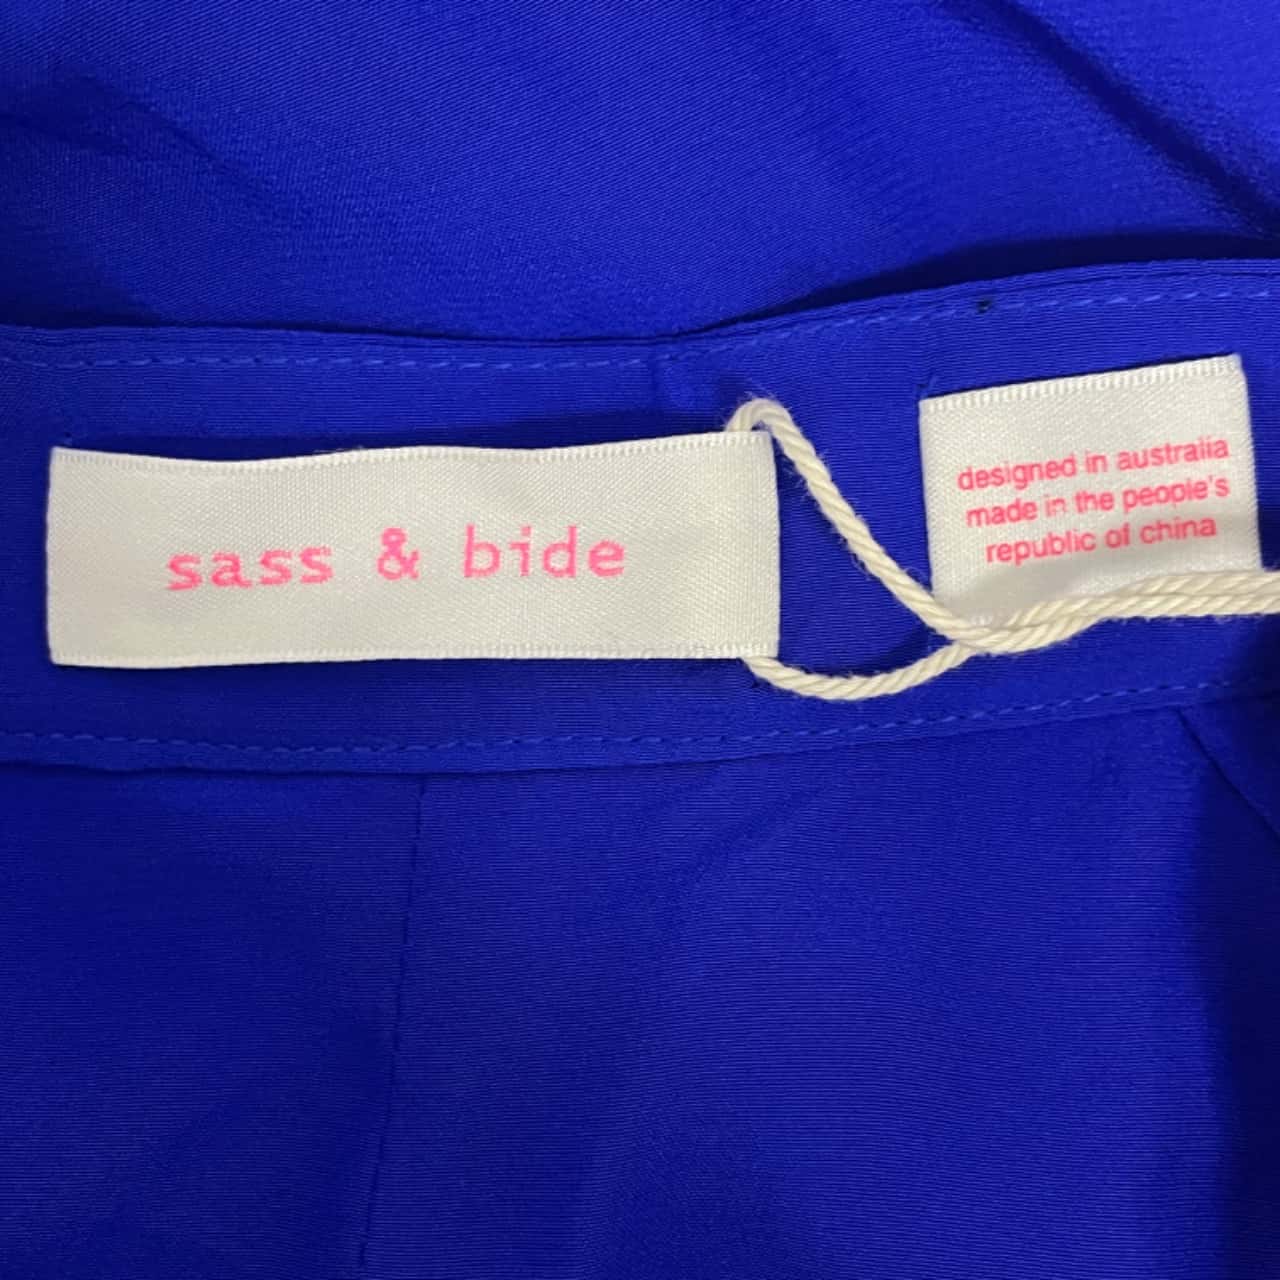 sass & bide
designed in australia
made in the people's
republic of china